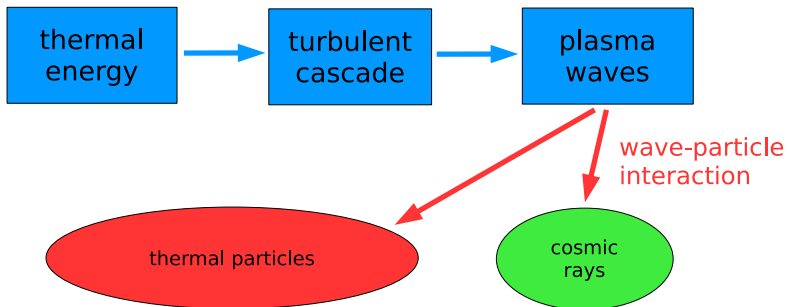 thermal
energy
turbulent
cascade
plasma
waves
wave-particle
interaction
thermal particles
cosmic
rays